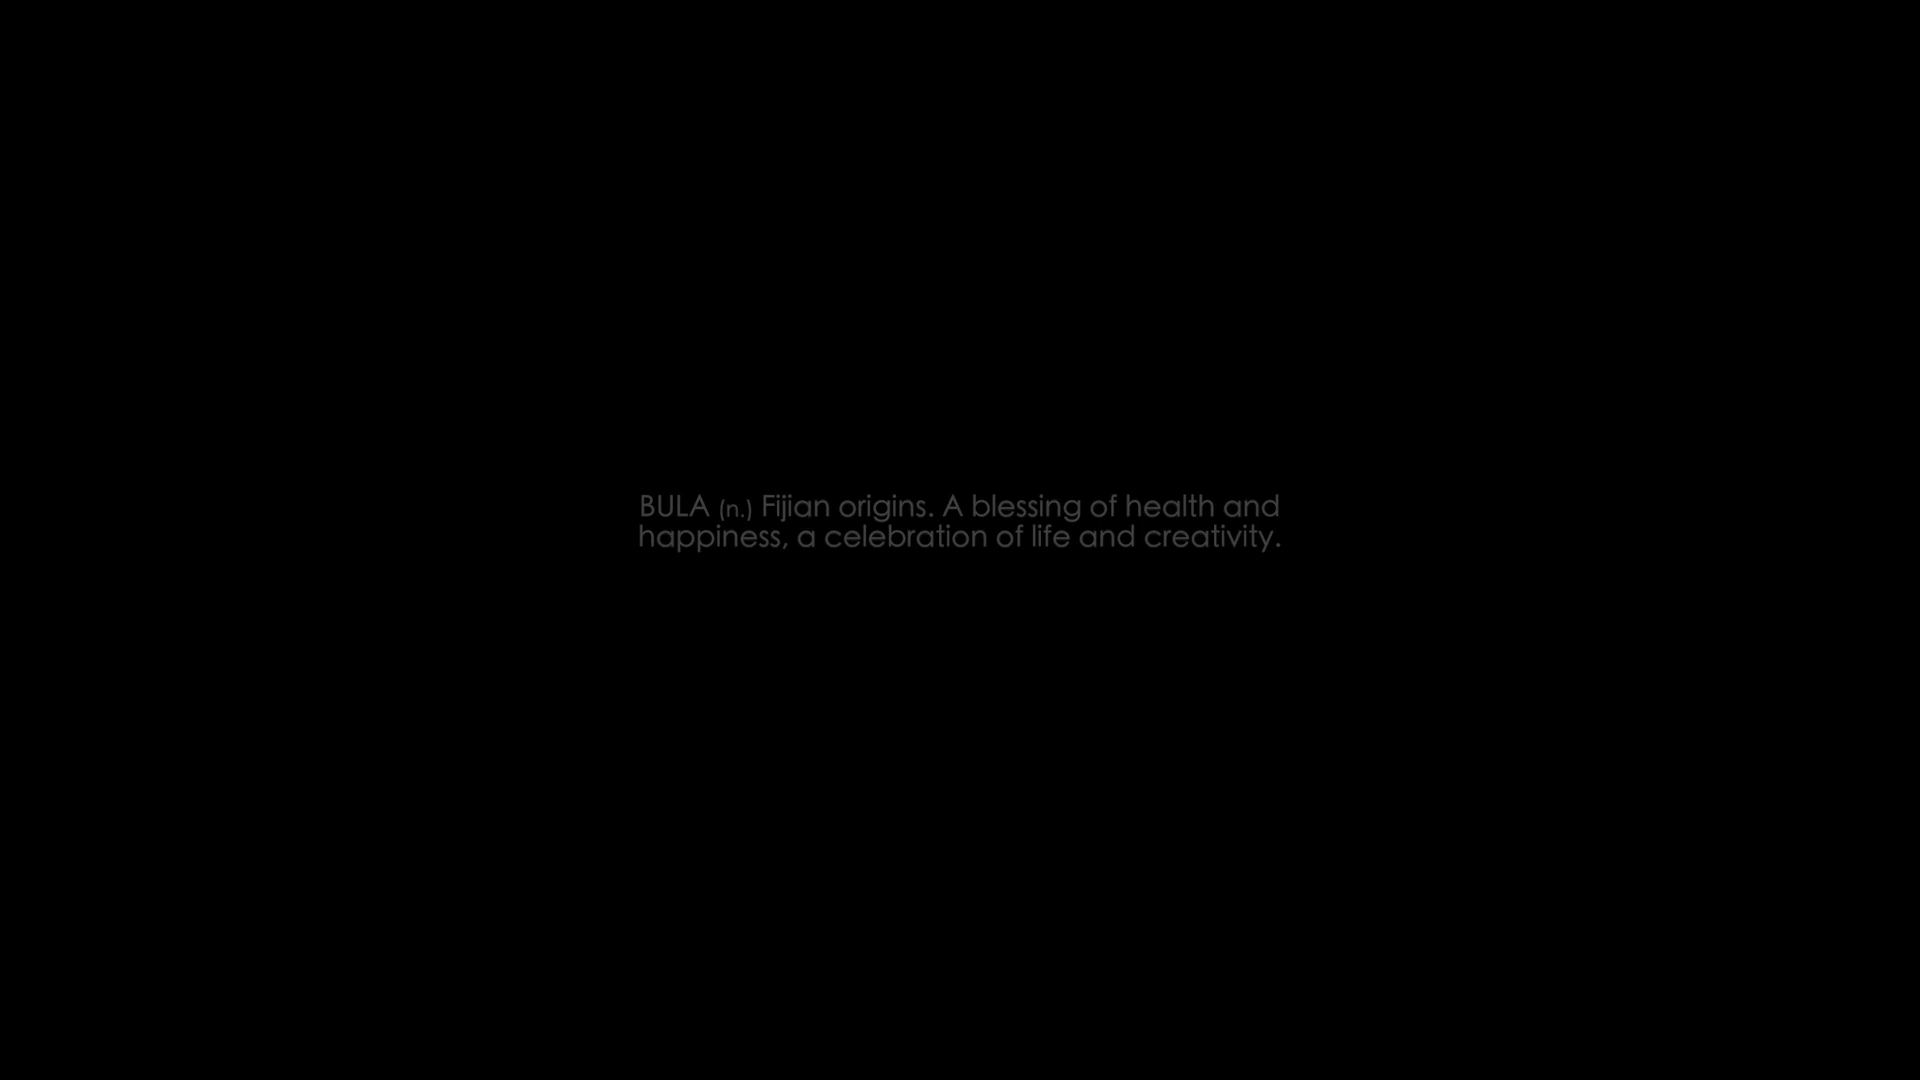 BULA (n.) Fijian origins. A blessing of health and
happiness, a celebration of life and creativity.